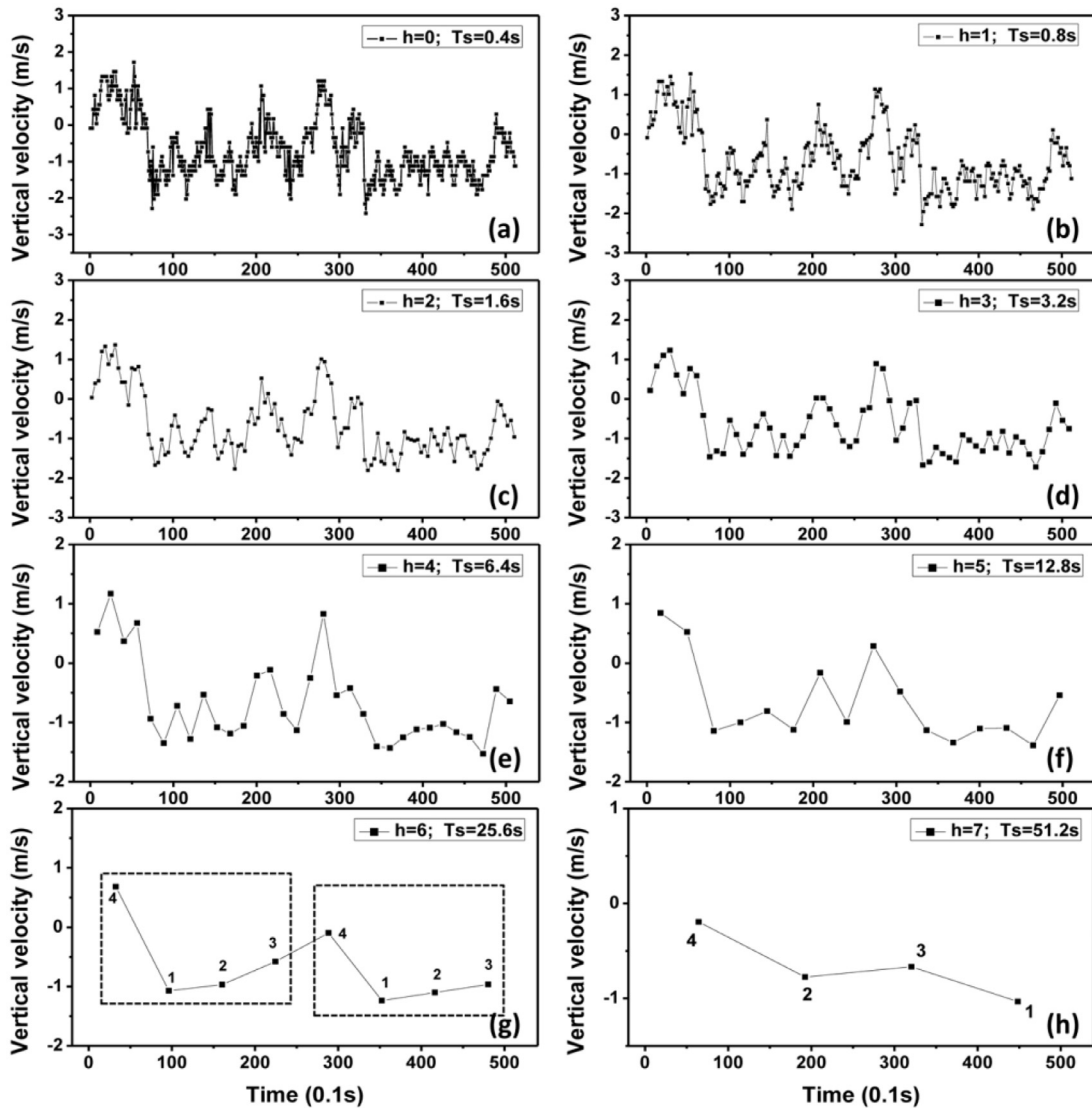 3
2
1
0
-1
-2
-3
Vertical velocity (m/s)
h=0; Ts=0.4s
(a)
0 100 200 300 400 500
3
2
1
0
-1
-2
-3
Vertical velocity (m/s)
h=1; Ts=0.8s
(b)
0 100 200 300 400 500
3
2
1
0
-1
-2
-3
Vertical velocity (m/s)
h=2; Ts=1.6s
(c)
0 100 200 300 400 500
3
2
1
0
-1
-2
-3
Vertical velocity (m/s)
h=3; Ts=3.2s
(d)
0 100 200 300 400 500
2
1
0
-1
-2
Vertical velocity (m/s)
h=4; Ts=6.4s
(e)
0 100 200 300 400 500
2
1
0
-1
-2
Vertical velocity (m/s)
h=5; Ts=12.8s
(f)
0 100 200 300 400 500
2
1
0
-1
-2
Vertical velocity (m/s)
h=6; Ts=25.6s
4 1 2 3 4 1 2 3
(g)
0 100 200 300 400 500
Time (0.1s)
1
0
-1
Vertical velocity (m/s)
h=7; Ts=51.2s
4 2 3 1
(h)
0 100 200 300 400 500
Time (0.1s)